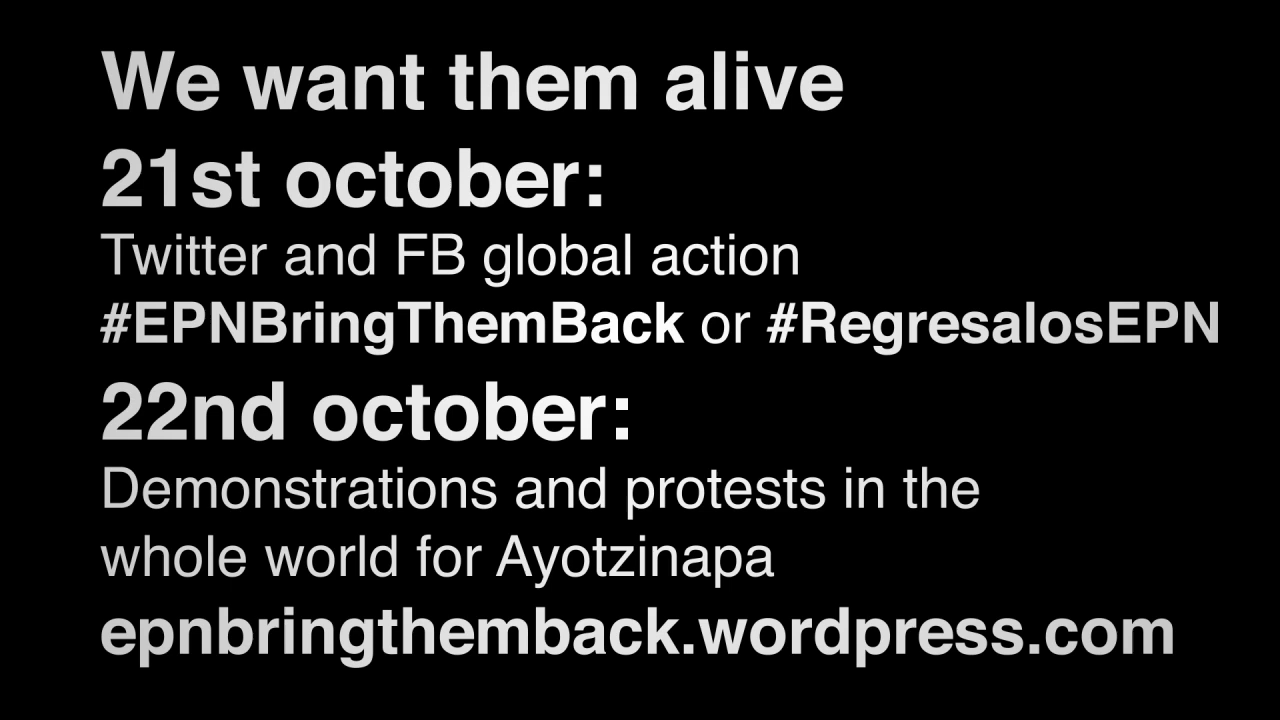 We want them alive
21st october:
Twitter and FB global action
#EPNBringThemBack or #RegresalosEPN
22nd october:
Demonstrations and protests in the
whole world for Ayotzinapa
epnbringthemback.wordpress.com